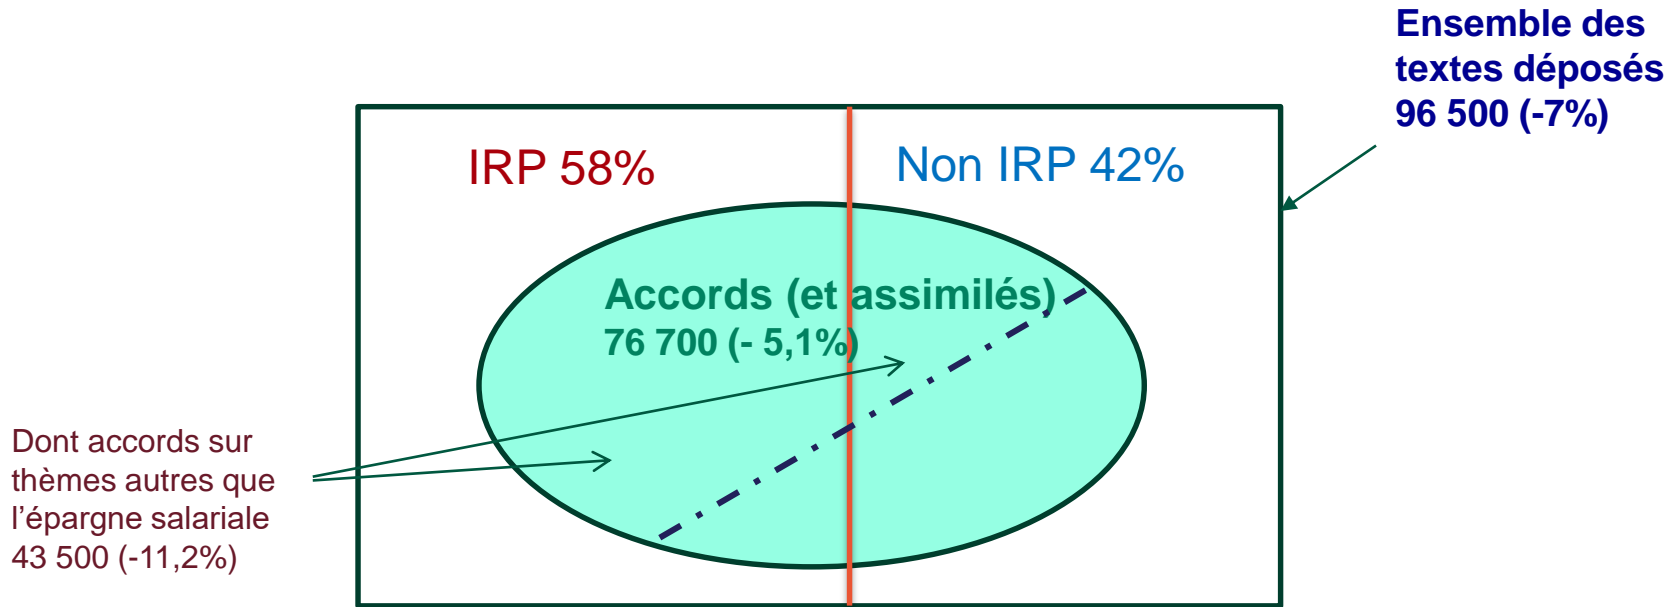 Ensemble des
textes déposés
96 500 (-7%)
IRP 58%
Non IRP 42%
Accords (et assimilés)
76 700 (- 5,1%)
Dont accords sur
thèmes autres que
l'épargne salariale
43 500 (-11,2%)